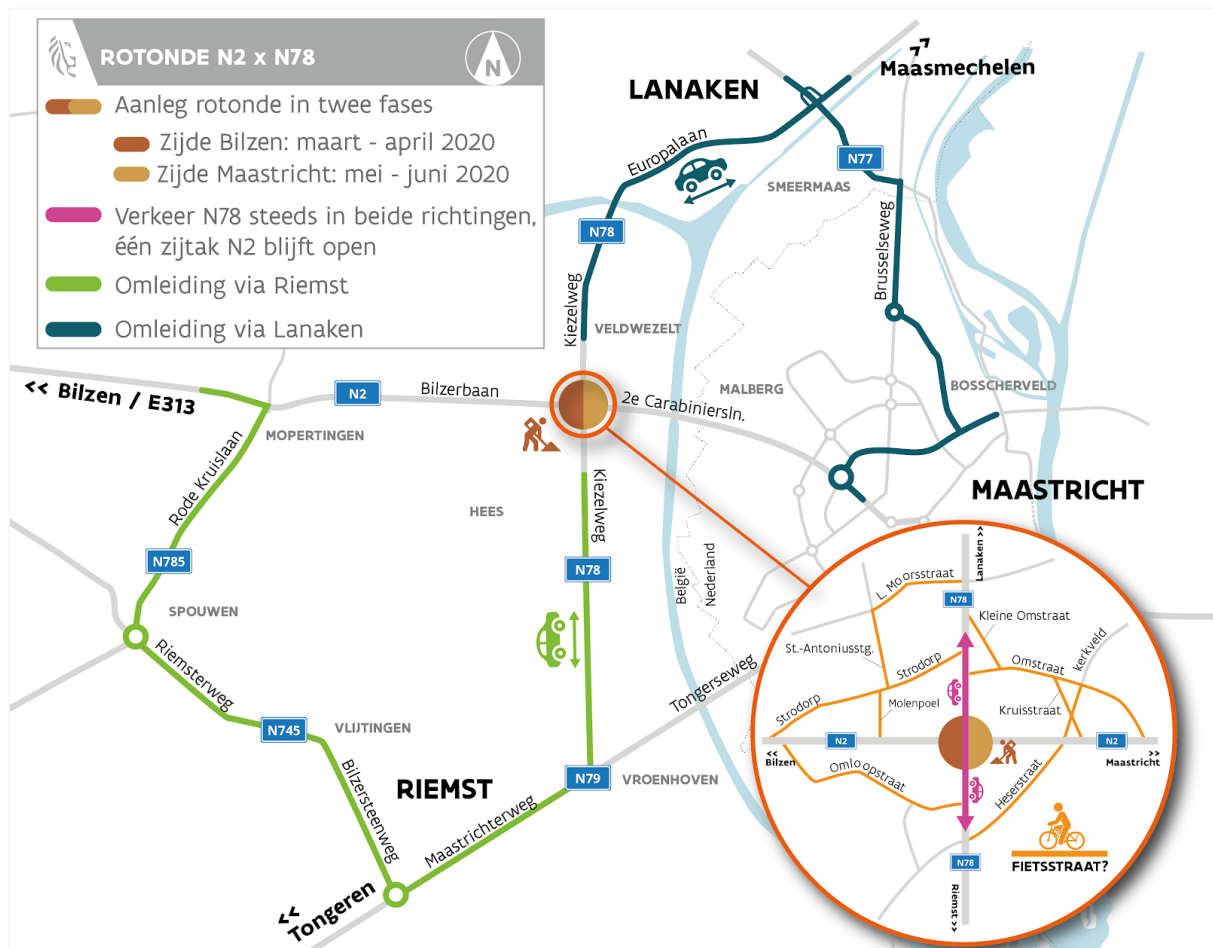 ROTONDE N2 x N78
N
Aanleg rotonde in twee fases
Zijde Bilzen: maart - april 2020
Zijde Maastricht: mei - juni 2020
Verkeer N78 steeds in beide richtingen,
één zijtak N2 blijft open
Omleiding via Riemst
Omleiding via Lanaken
>> Maasmechelen
LANAKEN
Europalaan
N77
SMEERMAAS
N78
Brusselseweg
Kiezelweg
VELDWEZELT
<< Bilzen / E313
N2
Bilzerbaan
2e Carabiniersln.
MALBERG
BOSSCHERVELD
MOPERTINGEN
Rode Kruislaan
Kiezelweg
MAASTRICHT
HEES
N785
N78
België
Nederland
SPOUWEN
Riemsterweg
Tongerseweg
N745
VLIJTINGEN
RIEMST
N79
VROENHOVEN
Bilzersteenweg
Maastrichterweg
<< Tongeren
Lanaken >>
L. Moorsstraat
N78
Kleine Omstraat
St.-Antoniusstg.
Strodorp
Omstraat
kerkveld
Strodorp
Molenpoel
Kruisstraat
N2
N2
<<
Bilzen
>>
Maastricht
Omloopstraat
Heserstraat
FIETSSTRAAT?
N78
Riemst >>